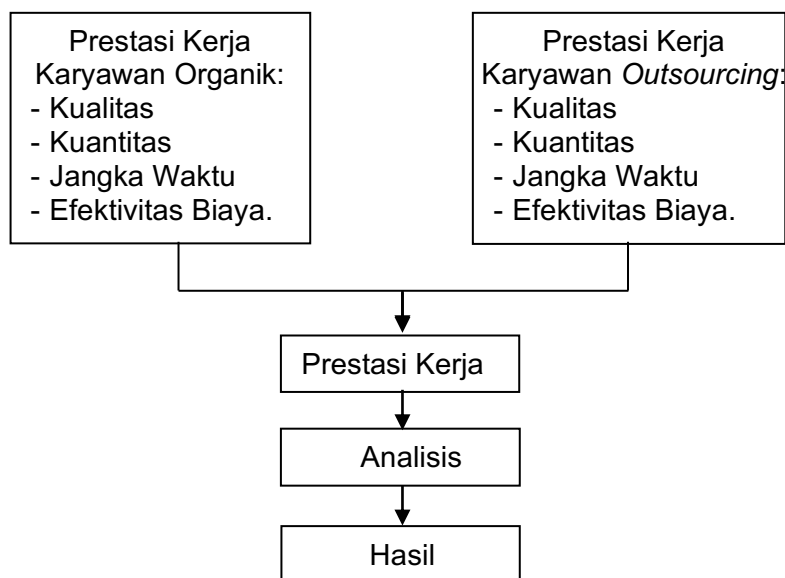 Prestasi Kerja
Karyawan Organik:
- Kualitas
- Kuantitas
- Jangka Waktu
- Efektivitas Biaya.
Prestasi Kerja
Karyawan Outsourcing:
- Kualitas
- Kuantitas
- Jangka Waktu
- Efektivitas Biaya.
Prestasi Kerja
Analisis
Hasil